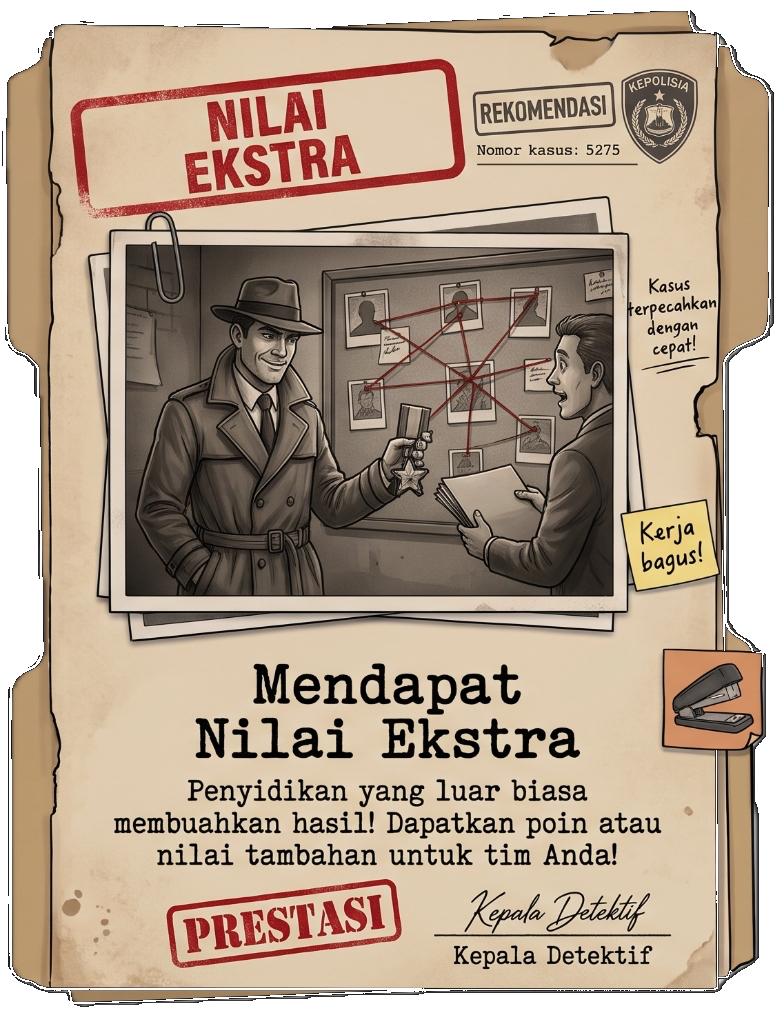 NILAI
EKSTRA
REKOMENDASI
KEPOLISIA
Nomor kasus: 5275
Kasus
terpecahkan
dengan
cepat!
Kerja
bagus!
Mendapat
Nilai Ekstra
Penyidikan yang luar biasa
membuahkan hasil! Dapatkan poin atau
nilai tambahan untuk tim Anda!
PRESTASI
Kepala Detektif
Kepala Detektif